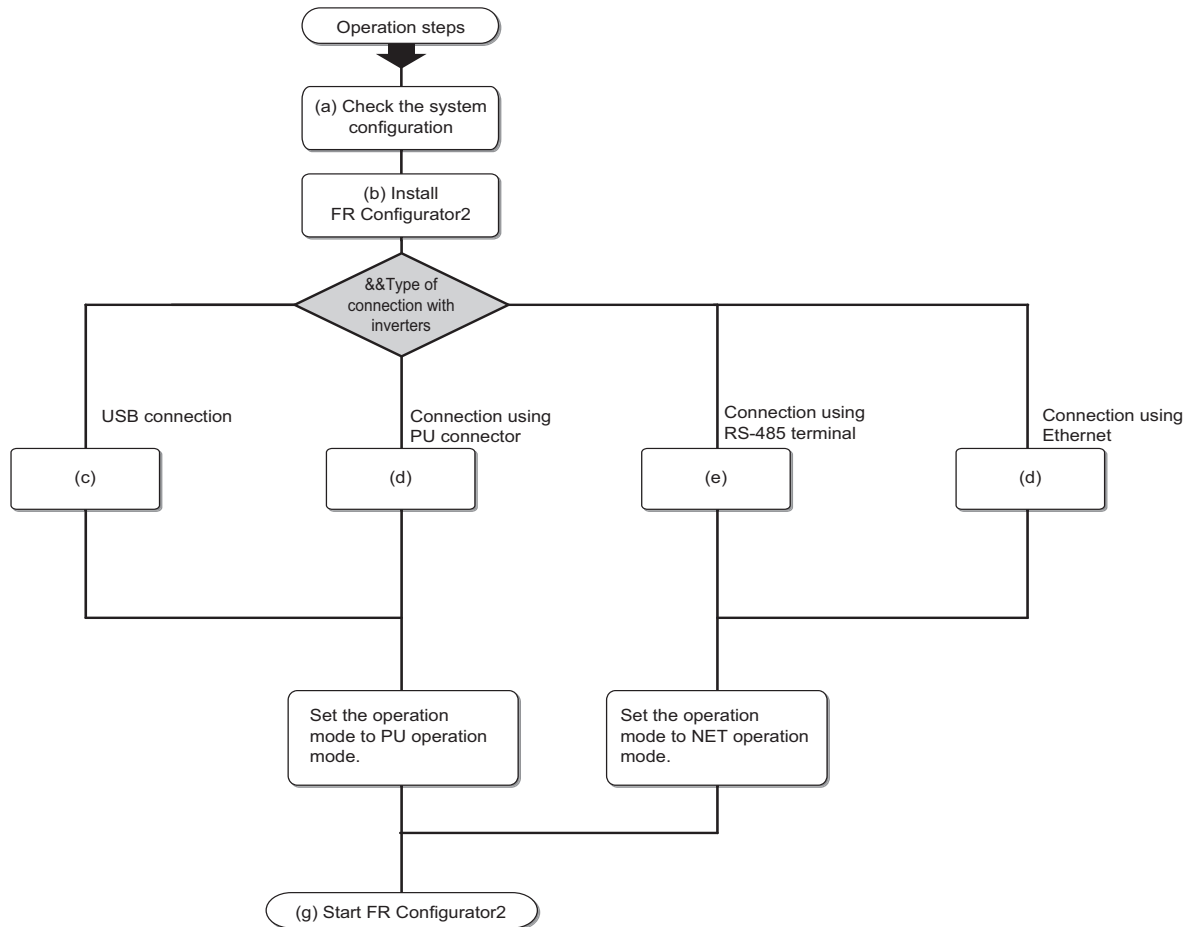 Operation steps
(a) Check the system
configuration
(b) Install
FR Configurator2
&&Type of
connection with
inverters
USB connection
Connection using
PU connector
Connection using
RS-485 terminal
Connection using
Ethernet
(c)
(d)
(e)
(d)
Set the operation
mode to PU operation
mode.
Set the operation
mode to NET operation
mode.
(g) Start FR Configurator2